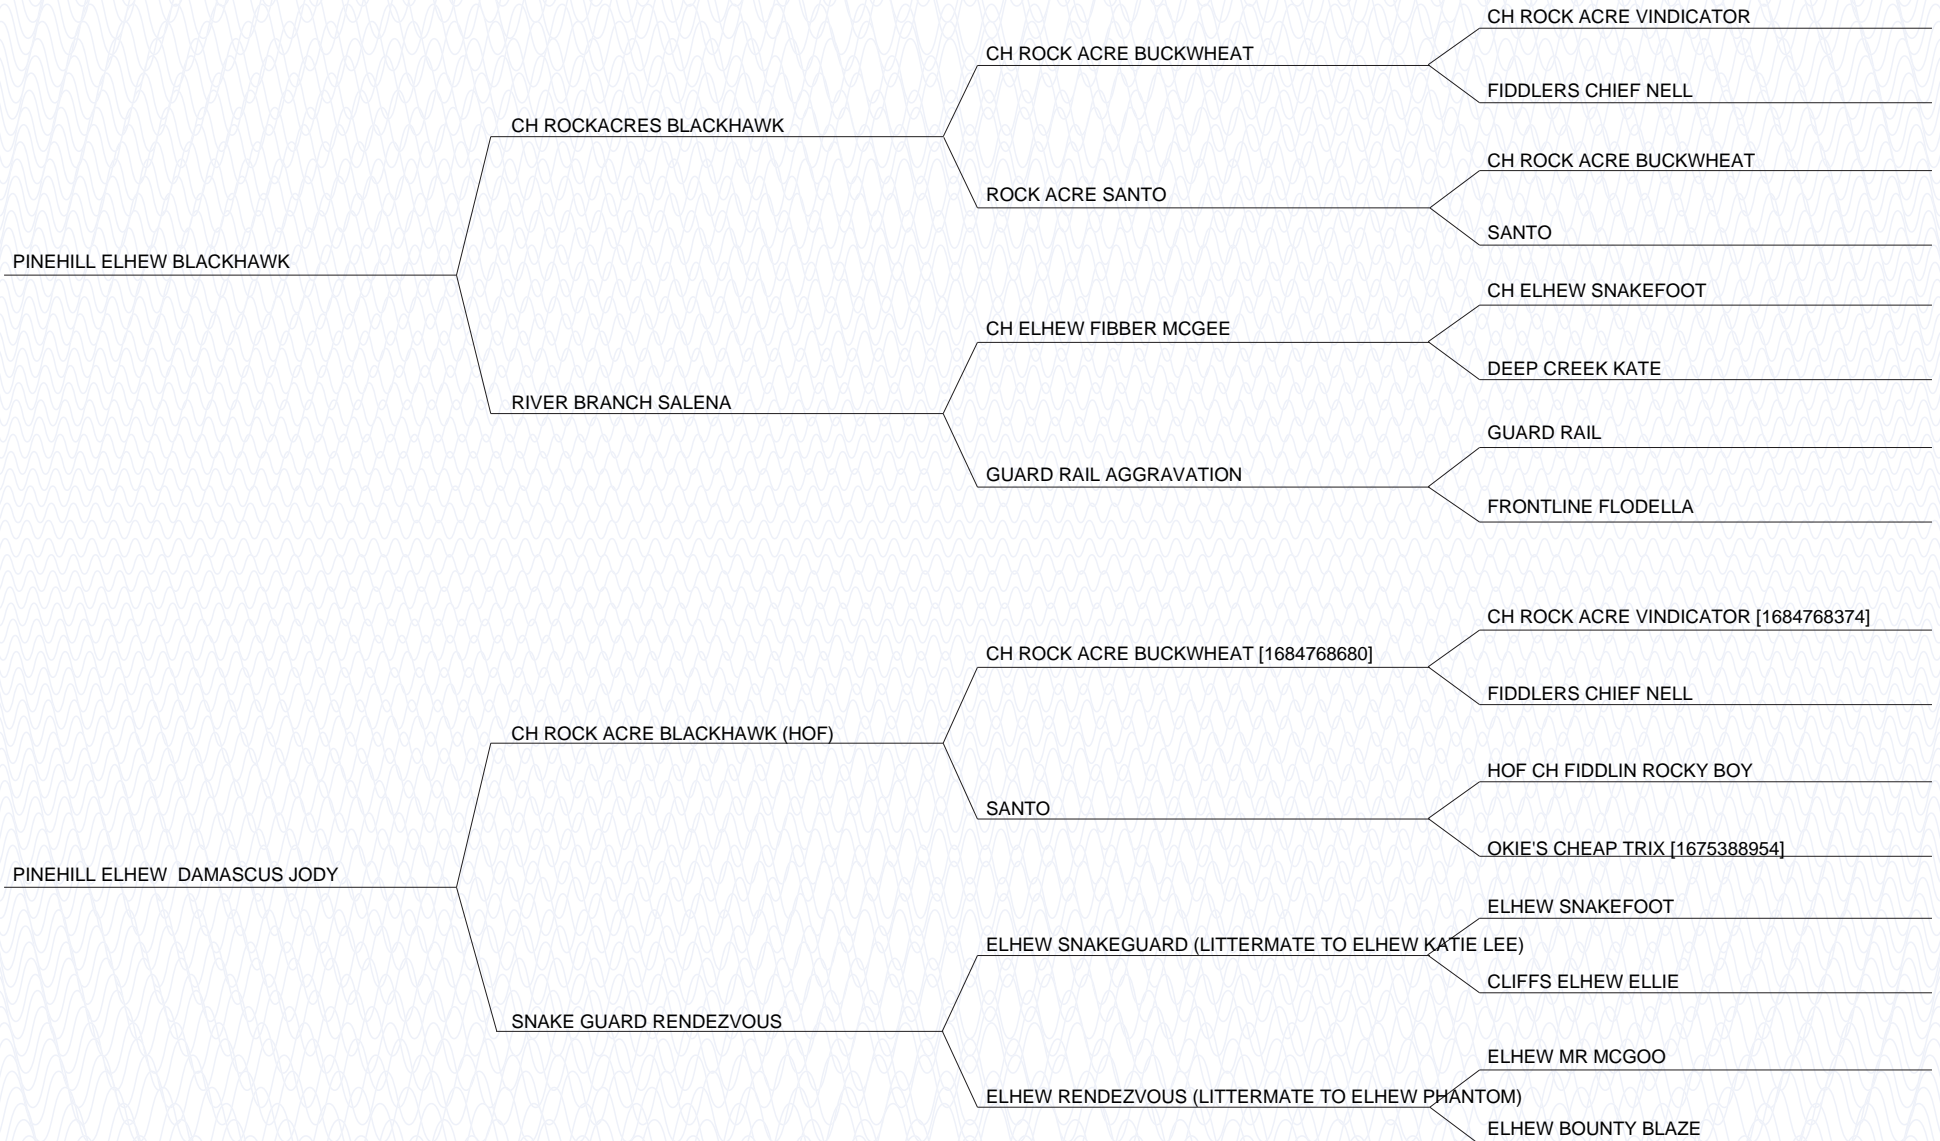 CH ROCK ACRE VINDICATOR
CH ROCK ACRE BUCKWHEAT
FIDDLERS CHIEF NELL
CH ROCKACRES BLACKHAWK
CH ROCK ACRE BUCKWHEAT
ROCK ACRE SANTO
SANTO
PINEHILL ELHEW BLACKHAWK
CH ELHEW SNAKEFOOT
CH ELHEW FIBBER MCGEE
DEEP CREEK KATE
RIVER BRANCH SALENA
GUARD RAIL
GUARD RAIL AGGRAVATION
FRONTLINE FLODELLA
CH ROCK ACRE VINDICATOR [1684768374]
CH ROCK ACRE BUCKWHEAT [1684768680]
FIDDLERS CHIEF NELL
CH ROCK ACRE BLACKHAWK (HOF)
HOF CH FIDDLIN ROCKY BOY
SANTO
OKIE'S CHEAP TRIX [1675388954]
PINEHILL ELHEW  DAMASCUS JODY
ELHEW SNAKEFOOT
ELHEW SNAKEGUARD (LITTERMATE TO ELHEW KATIE LEE)
CLIFFS ELHEW ELLIE
SNAKE GUARD RENDEZVOUS
ELHEW MR MCGOO
ELHEW RENDEZVOUS (LITTERMATE TO ELHEW PHANTOM)
ELHEW BOUNTY BLAZE